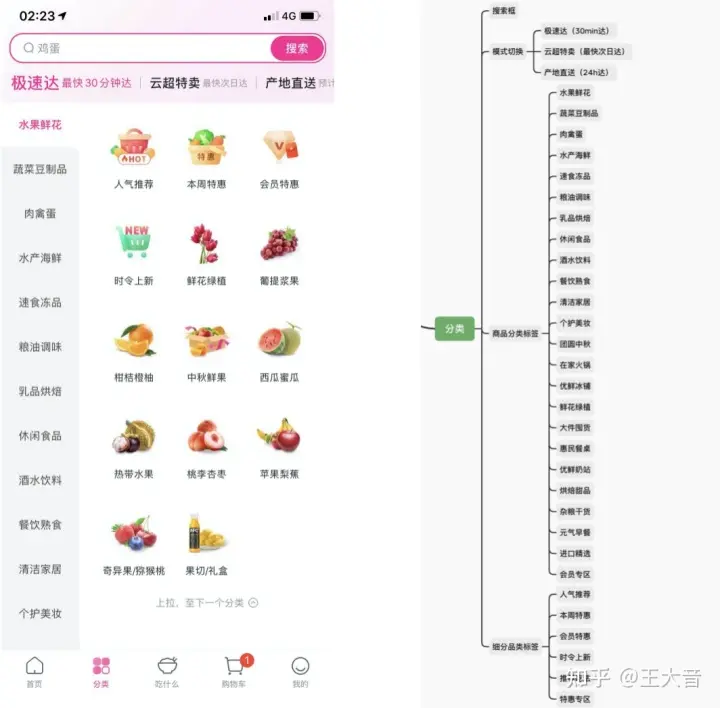 02:23
4G
鸡蛋
搜索
极速达 最快30分钟达
云超特卖 最快次日达
产地直送 预计
水果鲜花
蔬菜豆制品
肉禽蛋
水产海鲜
速食冻品
粮油调味
乳品烘焙
休闲食品
酒水饮料
餐饮熟食
清洁家居
个护美妆
HOT
人气推荐
特惠
本周特惠
V
会员特惠
NEW
时令上新
鲜花绿植
葡提浆果
柑桔橙柚
中秋鲜果
西瓜蜜瓜
热带水果
桃李杏枣
苹果梨蕉
奇异果/猕猴桃
果切/礼盒
上拉，至下一个分类
首页
分类
吃什么
1
购物车
我的
分类
搜索框
模式切换
极速达（30min达）
云超特卖（最快次日达）
产地直送（24h达）
商品分类标签
水果鲜花
蔬菜豆制品
肉禽蛋
水产海鲜
速食冻品
粮油调味
乳品烘焙
休闲食品
酒水饮料
餐饮熟食
清洁家居
个护美妆
团圆中秋
在家火锅
优鲜冰铺
鲜花绿植
大件囤货
惠民餐桌
优鲜奶站
烘焙甜品
杂粮干货
元气早餐
进口精选
会员专区
细分品类标签
人气推荐
本周特惠
会员特惠
时令上新
特惠专区
知乎 @王大音